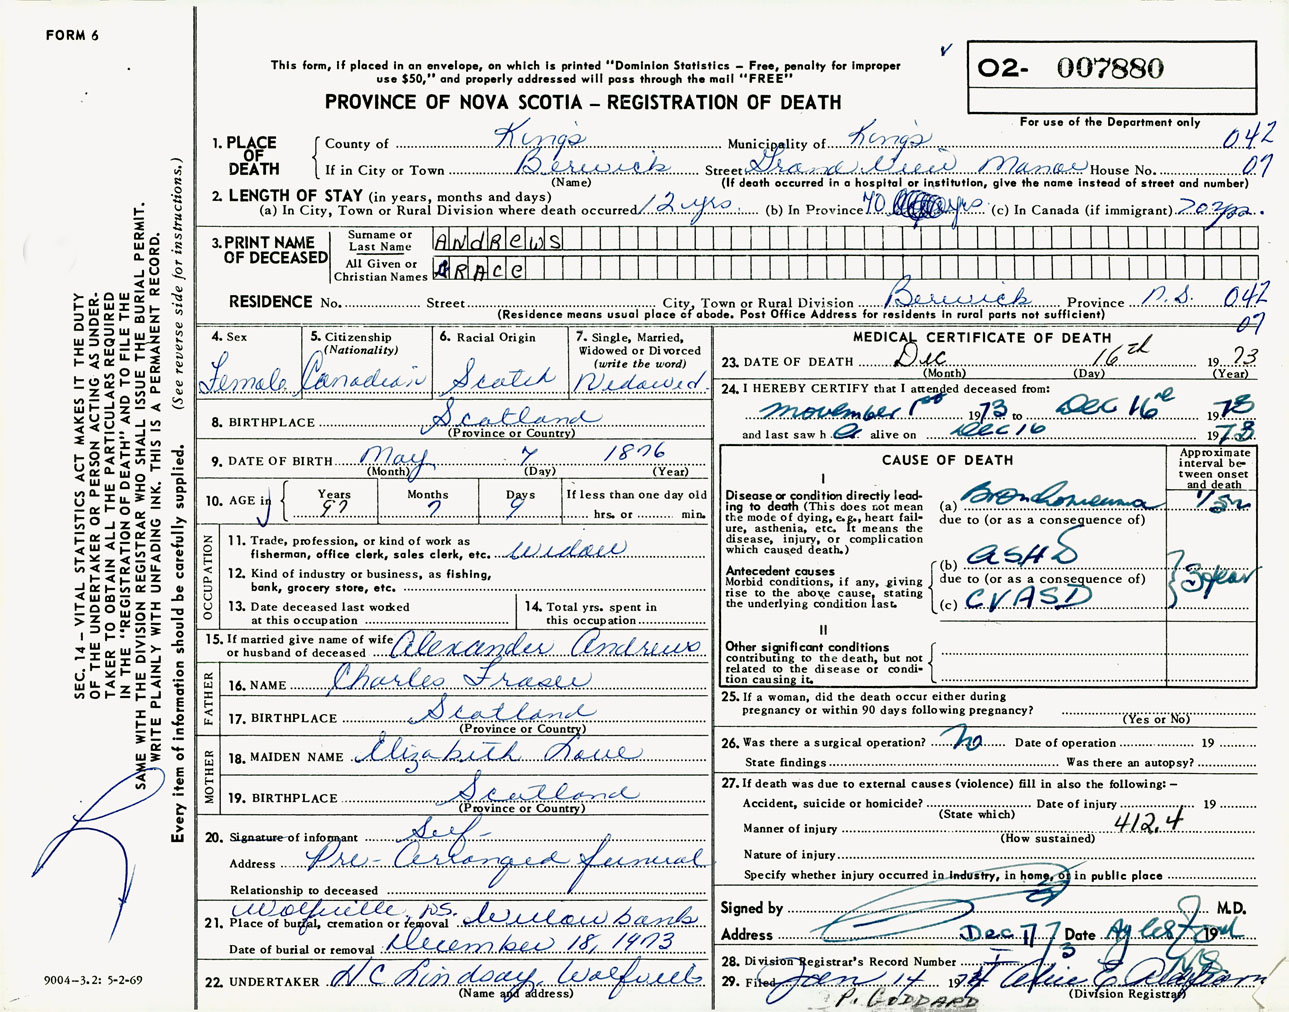 FORM 6
This form, if placed in an envelope, on which is printed "Dominion Statistics – Free, penalty for improper
use $50," and properly addressed will pass through the mail "FREE"
PROVINCE OF NOVA SCOTIA – REGISTRATION OF DEATH
O2- 007880
For use of the Department only
SEC. 14 – VITAL STATISTICS ACT MAKES IT THE DUTY
OF THE UNDERTAKER OR PERSON ACTING AS UNDER-
TAKER TO OBTAIN ALL THE PARTICULARS REQUIRED
IN THE "REGISTRATION OF DEATH" AND TO FILE THE
SAME WITH THE DIVISION REGISTRAR WHO SHALL ISSUE THE BURIAL PERMIT.
WRITE PLAINLY WITH UNFADING INK. THIS IS A PERMANENT RECORD.
Every item of information should be carefully supplied. (See reverse side for instructions.)
1. PLACE OF DEATH
County of Kings Municipality of Kings 042
If in City or Town Berwick Street Grand View Manor House No. 07
(Name) (If death occurred in a hospital or institution, give the name instead of street and number)
2. LENGTH OF STAY (in years, months and days)
(a) In City, Town or Rural Division where death occurred 12 yrs. (b) In Province 70 yrs (c) In Canada (if immigrant) 70 yrs.
3. PRINT NAME OF DECEASED
Surname or Last Name ANDREWS
All Given or Christian Names GRACE
RESIDENCE No. Street City, Town or Rural Division Berwick Province N.S. 042
(Residence means usual place of abode. Post Office Address for residents in rural parts not sufficient) 07
4. Sex
Female
5. Citizenship
(Nationality)
Canadian
6. Racial Origin
Scotch
7. Single, Married,
Widowed or Divorced
(write the word)
Widowed
8. BIRTHPLACE Scotland
(Province or Country)
9. DATE OF BIRTH May 7 1876
(Month) (Day) (Year)
10. AGE in
Years 97
Months 7
Days 9
If less than one day old
hrs. or min.
OCCUPATION
11. Trade, profession, or kind of work as
fisherman, office clerk, sales clerk, etc. Widow
12. Kind of industry or business, as fishing,
bank, grocery store, etc.
13. Date deceased last worked
at this occupation
14. Total yrs. spent in
this occupation
15. If married give name of wife
or husband of deceased Alexander Andrews
FATHER
16. NAME Charles Fraser
17. BIRTHPLACE Scotland
(Province or Country)
MOTHER
18. MAIDEN NAME Elizabeth Love
19. BIRTHPLACE Scotland
(Province or Country)
20. Signature of informant Self-
Address Pre-Arranged funeral
Relationship to deceased
Wolfville, N.S.
21. Place of burial, cremation or removal Willow bank
Date of burial or removal December 18, 1973
22. UNDERTAKER H C Lindsay, Wolfville
(Name and address)
9004–3.2: 5-2-69
MEDICAL CERTIFICATE OF DEATH
23. DATE OF DEATH Dec 16th 1973
(Month) (Day) (Year)
24. I HEREBY CERTIFY that I attended deceased from:
November 1st 1973 to Dec 16 1973
and last saw h er alive on Dec 16 1973
CAUSE OF DEATH
Approximate
interval be-
tween onset
and death
I
Disease or condition directly lead-
ing to death (This does not mean
the mode of dying, e.g., heart fail-
ure, asthenia, etc. It means the
disease, injury, or complication
which caused death.)
(a)
due to (or as a consequence of)
Antecedent causes
Morbid conditions, if any, giving
rise to the above cause, stating
the underlying condition last.
(b) ASHD
due to (or as a consequence of)
(c) CVASD
3 year
II
Other significant conditions
contributing to the death, but not
related to the disease or condi-
tion causing it.
25. If a woman, did the death occur either during
pregnancy or within 90 days following pregnancy?
(Yes or No)
26. Was there a surgical operation? No Date of operation 19
State findings Was there an autopsy?
27. If death was due to external causes (violence) fill in also the following: –
Accident, suicide or homicide? Date of injury 19
(State which)
Manner of injury 412.4
(How sustained)
Nature of injury
Specify whether injury occurred in industry, in home, or in public place
Signed by M.D.
Address Dec 17/73 Date Aylesford 19 NS
28. Division Registrar's Record Number
29. Filed Jan 14 1974
(Division Registrar)
P. GODDARD